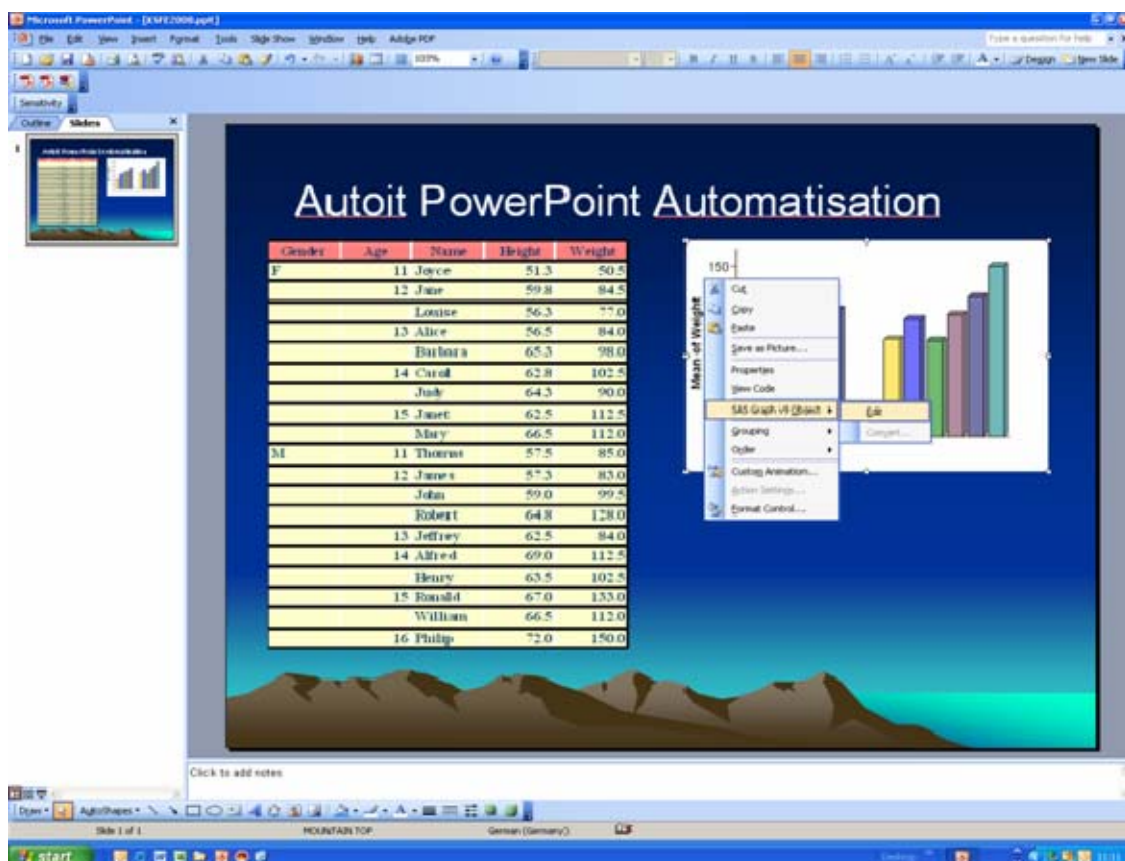 Microsoft PowerPoint - [KSFE2008.ppt]
File Edit View Insert Format Tools Slide Show Window Help Adobe PDF
Type a question for help
100%
Design New Slide
Sensitivity
Outline Slides
1
Autoit PowerPoint Automatisation
Gender Age Name Height Weight
F 11 Joyce 51.3 50.5
12 Jane 59.8 84.5
Louise 56.3 77.0
13 Alice 56.5 84.0
Barbara 65.3 98.0
14 Carol 62.8 102.5
Judy 64.3 90.0
15 Janet 62.5 112.5
Mary 66.5 112.0
M 11 Thomas 57.5 85.0
12 James 57.3 83.0
John 59.0 99.5
Robert 64.8 128.0
13 Jeffrey 62.5 84.0
14 Alfred 69.0 112.5
Henry 63.5 102.5
15 Ronald 67.0 133.0
William 66.5 112.0
16 Philip 72.0 150.0
150
Mean of Weight
Cut
Copy
Paste
Save as Picture...
Properties
View Code
SAS Graph v9 Object
Edit
Grouping
Convert...
Order
Custom Animation...
Action Settings...
Format Control...
Click to add notes
Draw AutoShapes
Slide 1 of 1 MOUNTAIN TOP German (Germany)
start Desktop 11:11